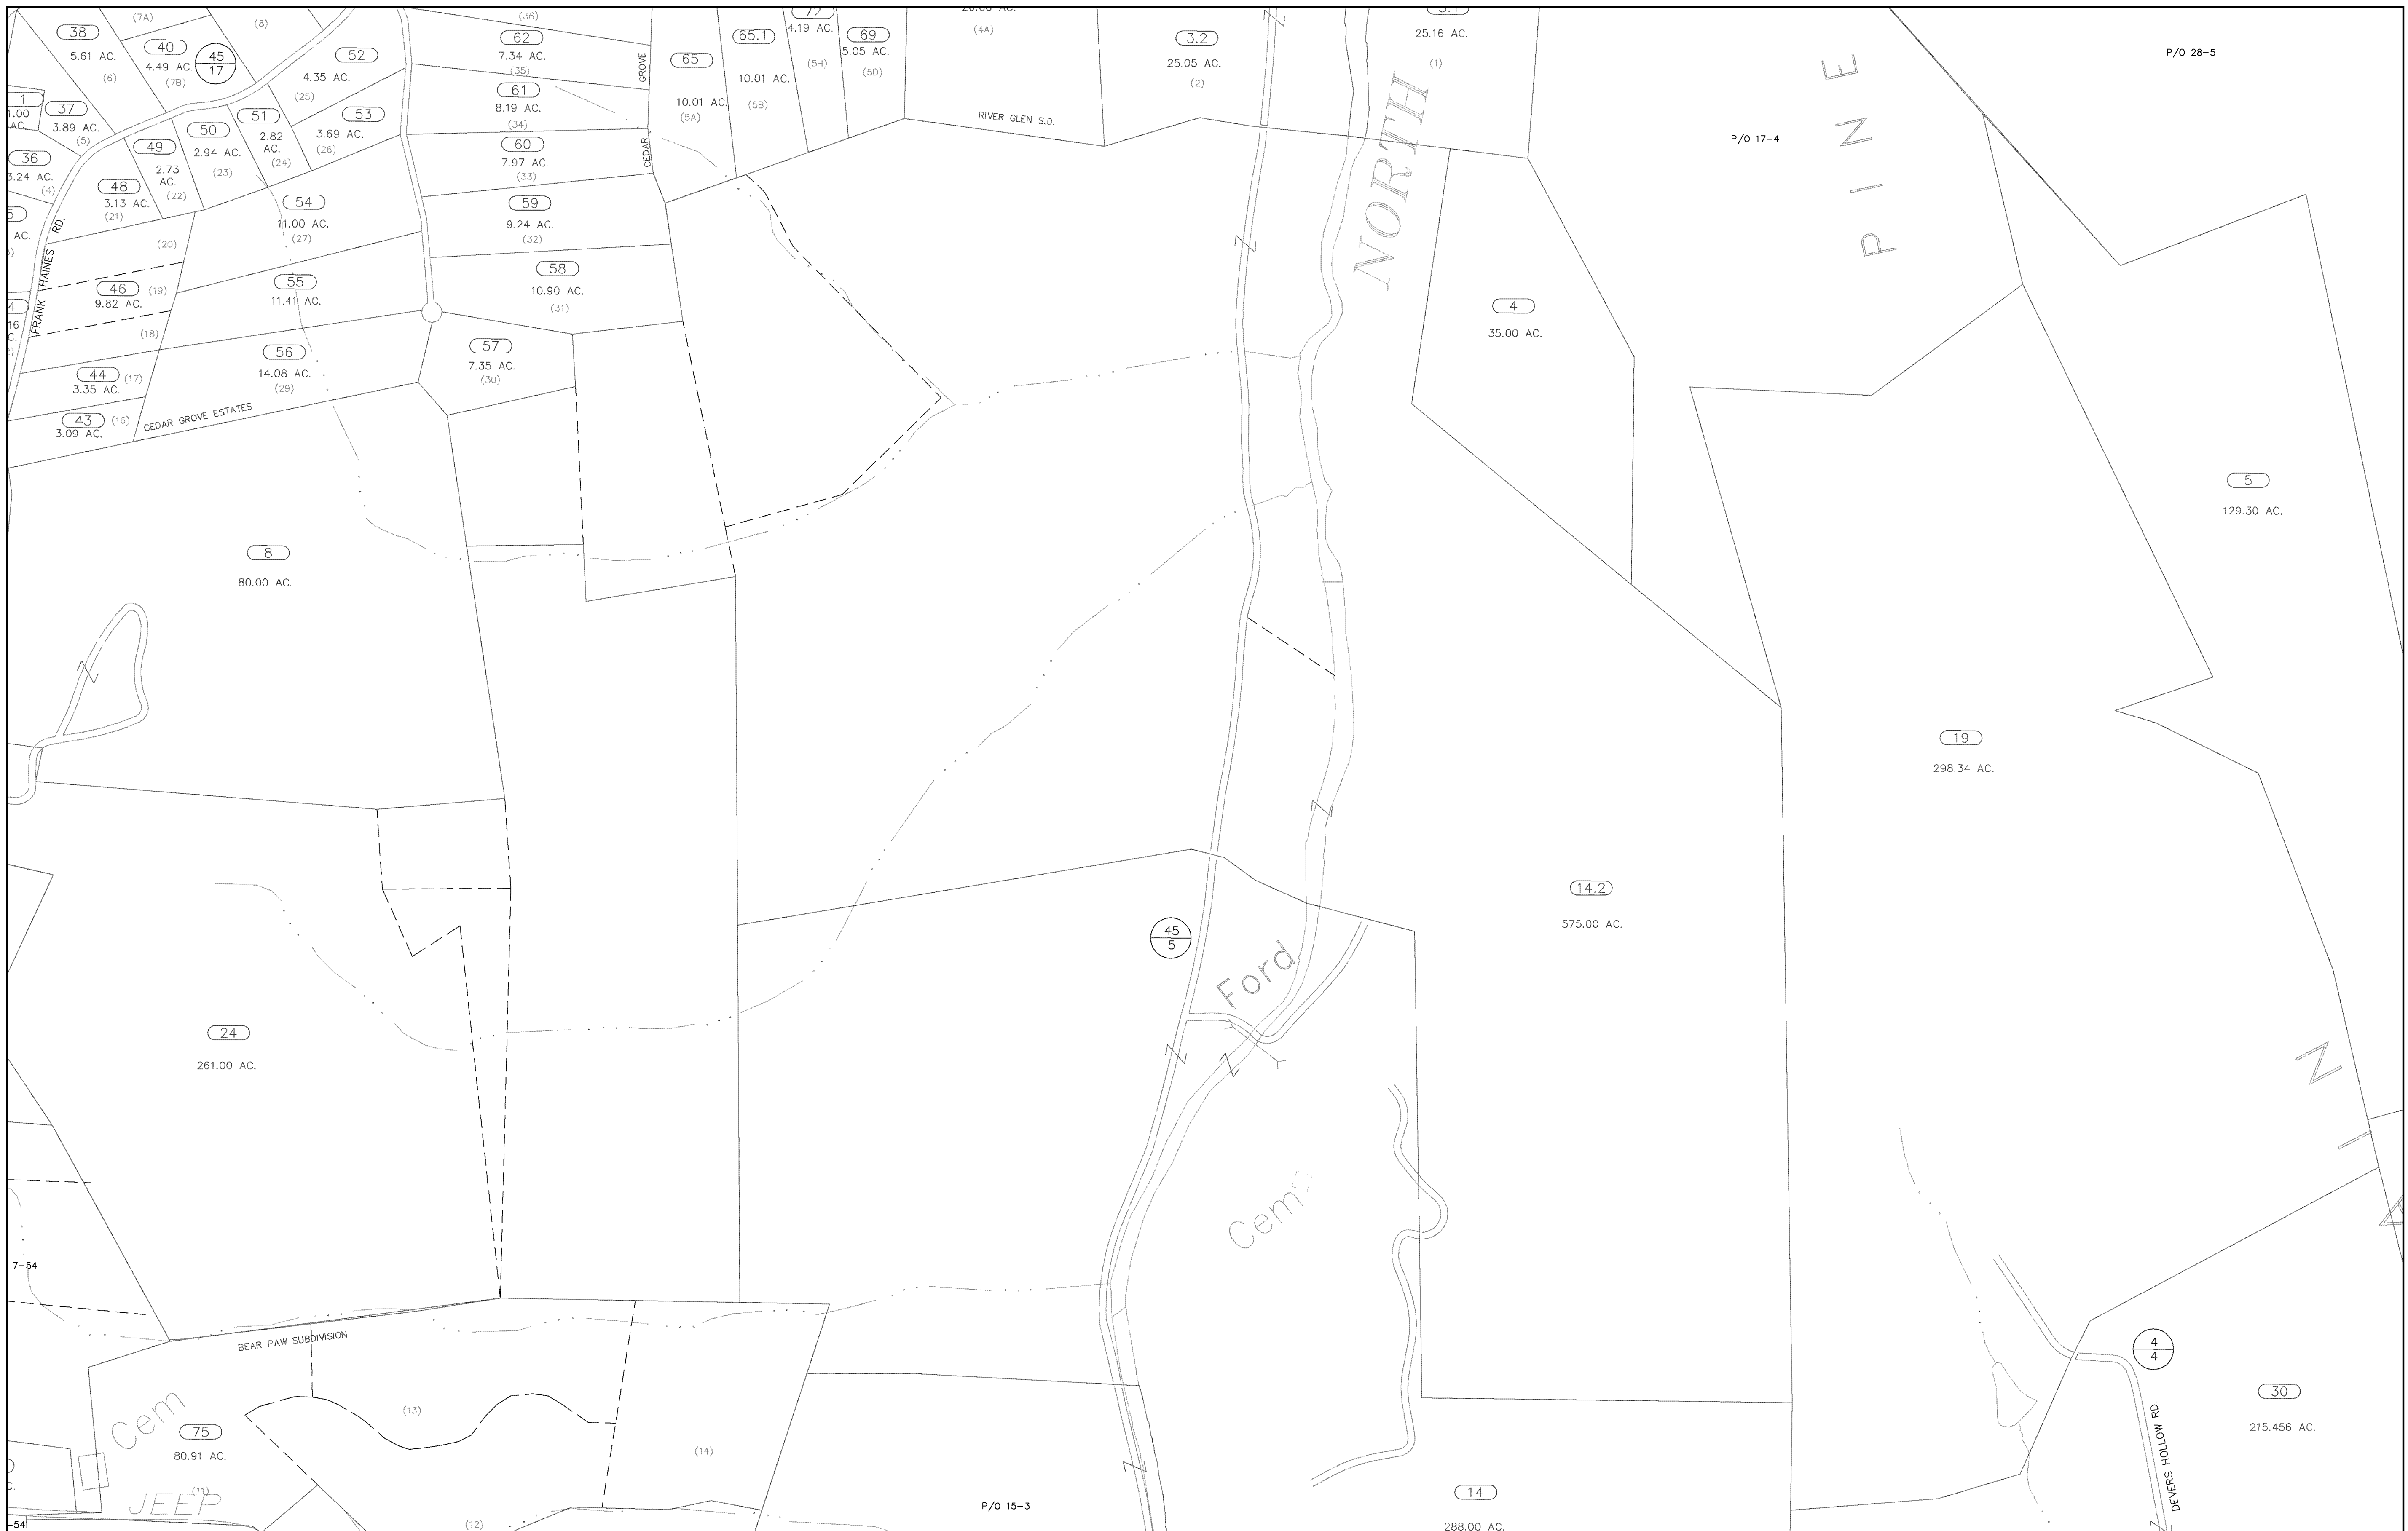 (7A)
(8)
38
5.61 AC.
(6)
40
4.49 AC.
(7B)
45
17
52
4.35 AC.
(25)
(36)
62
7.34 AC.
(35)
61
8.19 AC.
(34)
GROVE
CEDAR
65
10.01 AC.
(5A)
65.1
10.01 AC.
(5B)
72
4.19 AC.
(5H)
69
5.05 AC.
(5D)
(4A)
RIVER GLEN S.D.
3.2
25.05 AC.
(2)
25.16 AC.
(1)
NORTH
PINE
P/O 28-5
P/O 17-4
1
1.00
AC.
37
3.89 AC.
(5)
36
3.24 AC.
(4)
AC.
51
2.82
AC.
(24)
53
3.69 AC.
(26)
50
2.94 AC.
(23)
49
2.73
AC.
(22)
48
3.13 AC.
(21)
60
7.97 AC.
(33)
59
9.24 AC.
(32)
54
11.00 AC.
(27)
FRANK HAINES RD.
(20)
46
9.82 AC.
(19)
(18)
55
11.41 AC.
58
10.90 AC.
(31)
57
7.35 AC.
(30)
56
14.08 AC.
(29)
44
3.35 AC.
(17)
43
3.09 AC.
(16)
CEDAR GROVE ESTATES
4
35.00 AC.
5
129.30 AC.
8
80.00 AC.
19
298.34 AC.
14.2
575.00 AC.
45
5
Ford
24
261.00 AC.
N
I
Cem
7-54
BEAR PAW SUBDIVISION
4
4
DEVERS HOLLOW RD.
30
215.456 AC.
Cem
75
80.91 AC.
(11)
JEEP
(13)
(14)
(12)
P/O 15-3
14
288.00 AC.
-54